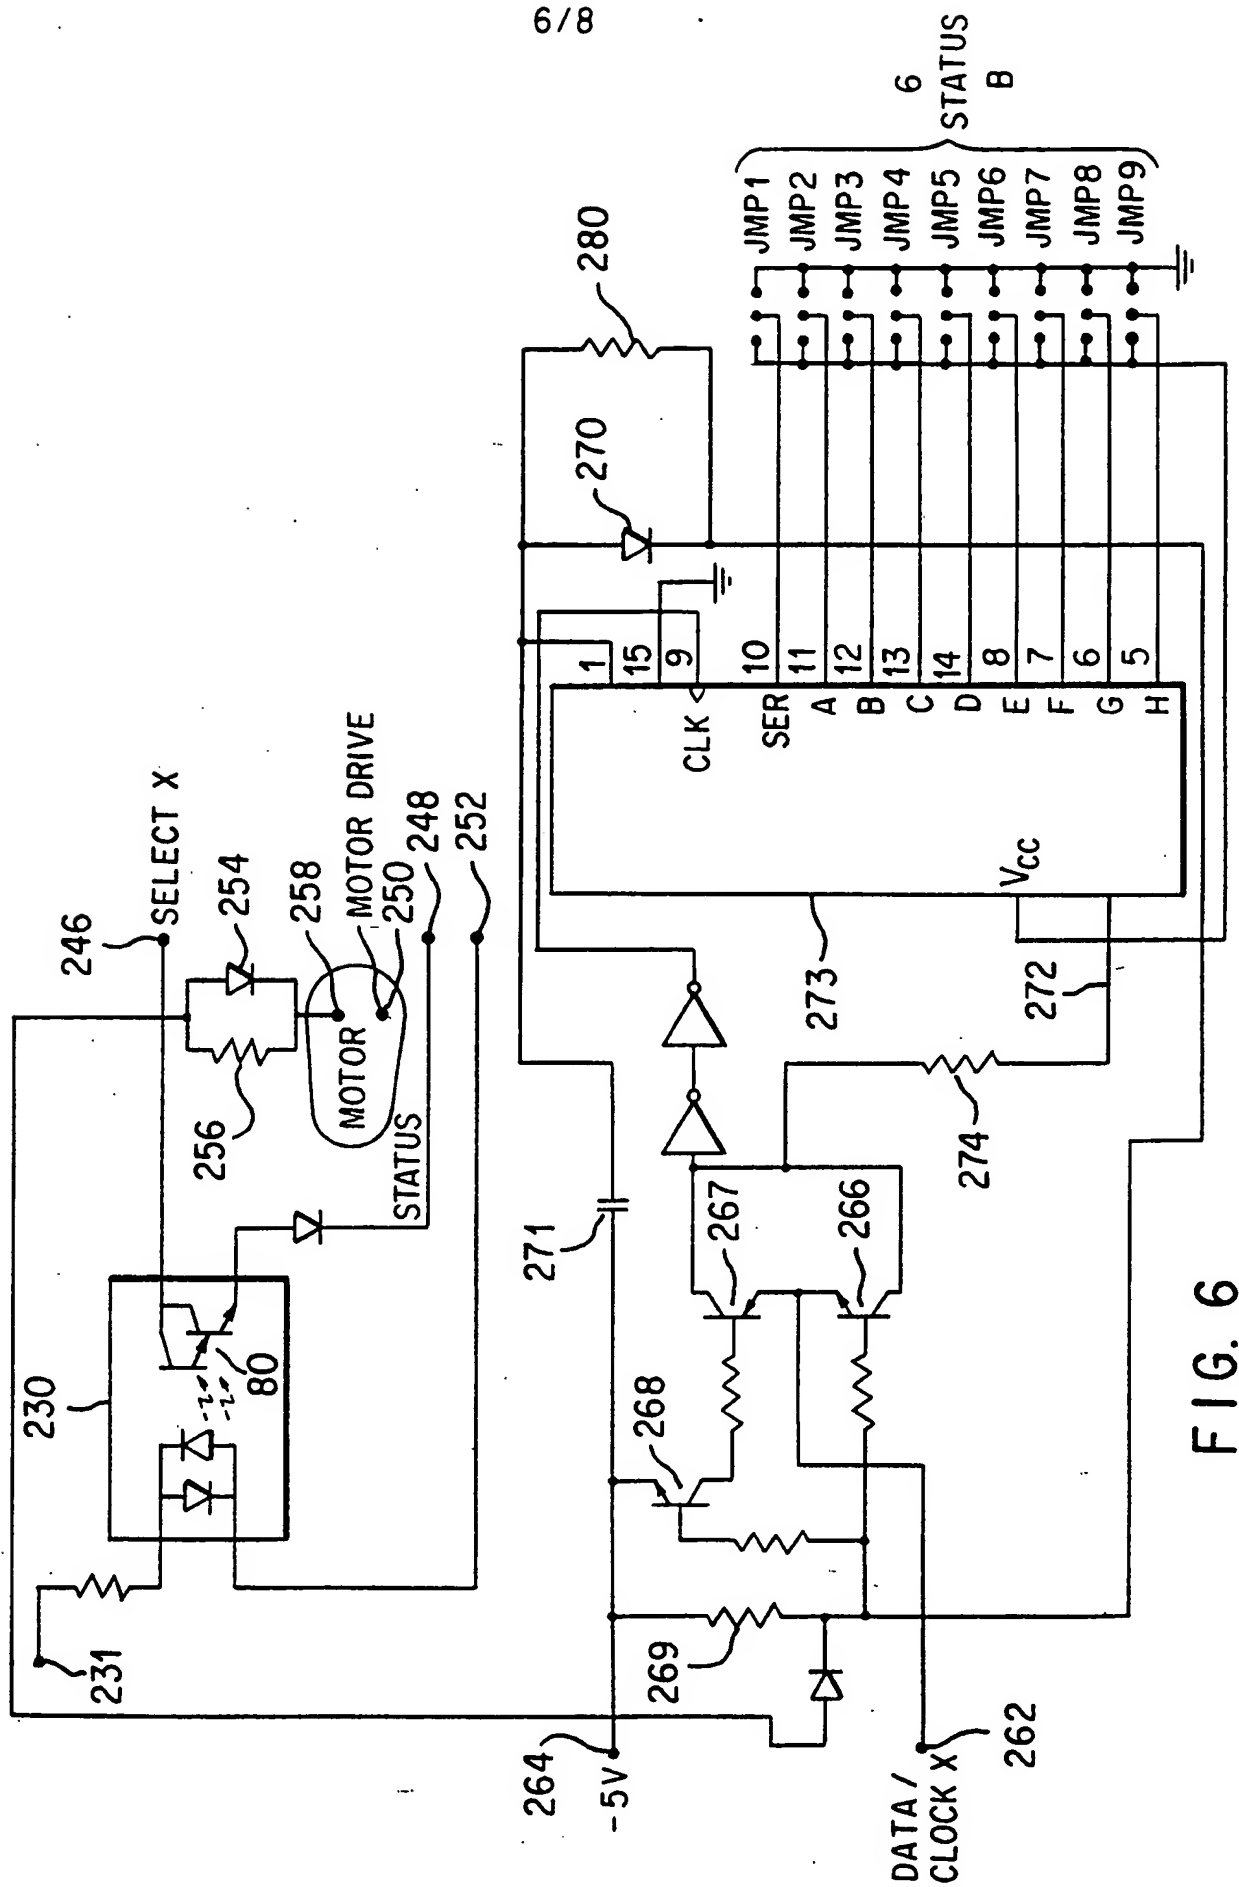 6/8
230
231
80
246
SELECT X
254
256
258
MOTOR
MOTOR DRIVE
250
STATUS
248
252
264
-5V
269
268
271
267
266
DATA/
CLOCK X
262
274
272
273
VCC
1
15
9
CLK
10
SER
11
A
12
B
13
C
14
D
8
E
7
F
6
G
5
H
270
280
JMP1
JMP2
JMP3
JMP4
JMP5
JMP6
JMP7
JMP8
JMP9
6
STATUS
B
FIG. 6